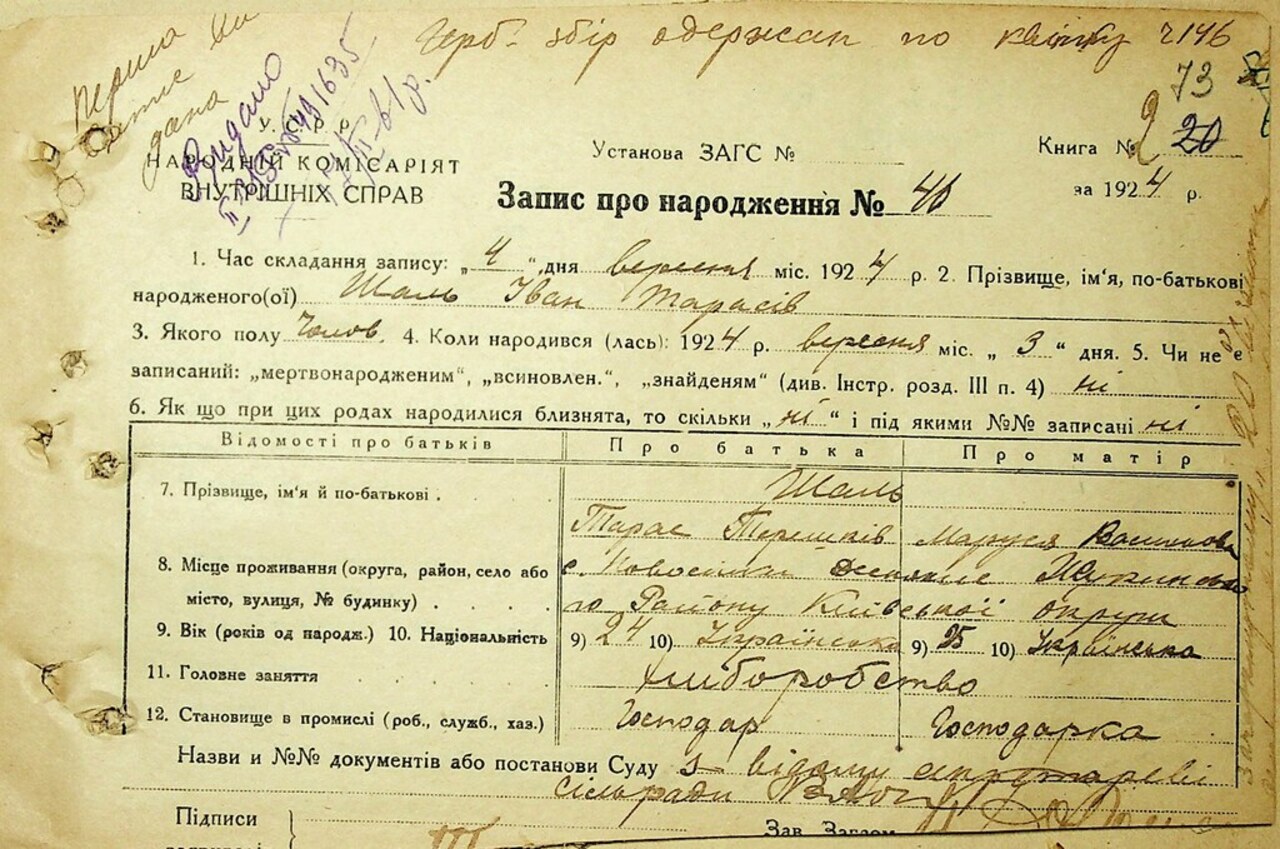 Герб. збір одержан по квітку ч146
Перша
дана
Видано
73
У.С.Р.Р.
НАРОДНІЙ КОМІСАРІЯТ
ВНУТРІШНІХ СПРАВ
Установа ЗАГС №
Книга № 2 20
за 1924 р.
Запис про народження № 46
1. Час складання запису: „4“ дня вересня міс. 1924 р. 2. Прізвище, ім‘я, по-батькові
народженого(ої) Шаль Іван Тарасів
3. Якого полу Чолов. 4. Коли народився (лась): 1924 р. вересня міс. „3“ дня. 5. Чи не є
записаний: „мертвонародженим“, „всиновлен.“, „знайденям“ (див. Інстр. розд. III п. 4) ні
6. Як що при цих родах народилися близнята, то скільки „ні“ і під якими №№ записані ні
Відомості про батьків Про батька Про матір
7. Прізвище, ім‘я й по-батькові . Шаль
Тарас Терешків Маруся
8. Місце проживання (округа, район, село або с. Новосілки
місто, вулиця, № будинку) . . . . го Району Київської округи
9. Вік (років од народж.) 10. Національність 9) 24 10) Українська 9) 25 10) Українська
11. Головне заняття . . . . хліборобство
12. Становище в промислі (роб., служб., хаз.) Господар Господарка
Назви и №№ документів або постанови Суду з відому
сільради
Підписи Зав. Загсом